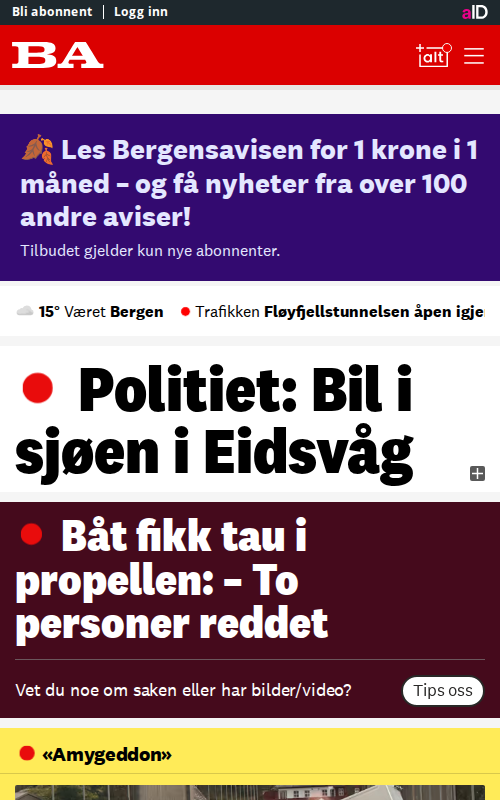 Bli abonnent | Logg inn aID
BA +alt
🍂 Les Bergensavisen for 1 krone i 1
måned – og få nyheter fra over 100
andre aviser!
Tilbudet gjelder kun nye abonnenter.
15° Været Bergen Trafikken Fløyfjellstunnelsen åpen igje
Politiet: Bil i
sjøen i Eidsvåg
Båt fikk tau i
propellen: – To
personer reddet
Vet du noe om saken eller har bilder/video? Tips oss
«Amygeddon»